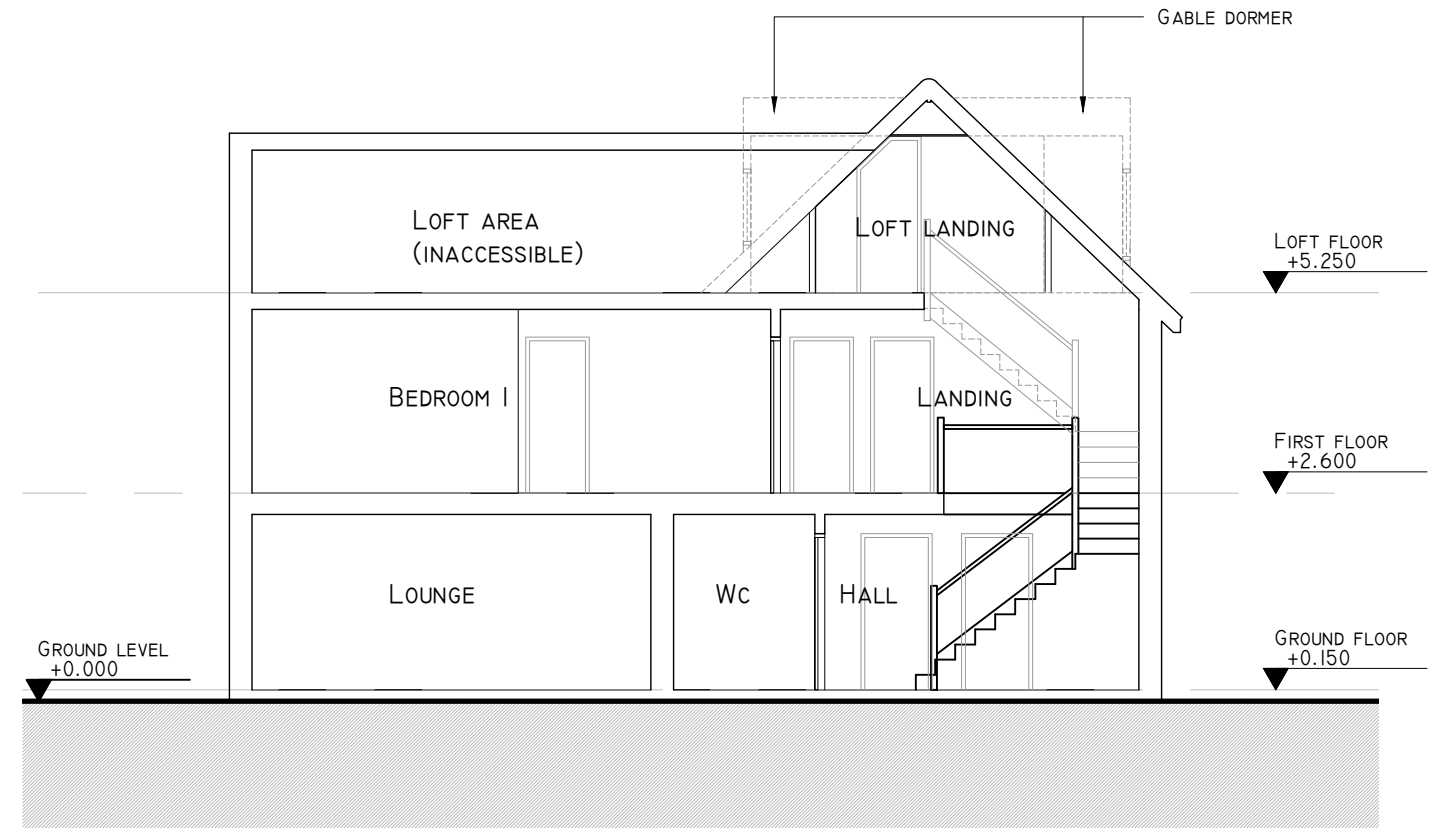 GABLE DORMER
LOFT AREA
(INACCESSIBLE)
LOFT LANDING
LOFT FLOOR
+5.250
BEDROOM 1
LANDING
FIRST FLOOR
+2.600
LOUNGE
WC
HALL
GROUND LEVEL
+0.000
GROUND FLOOR
+0.150